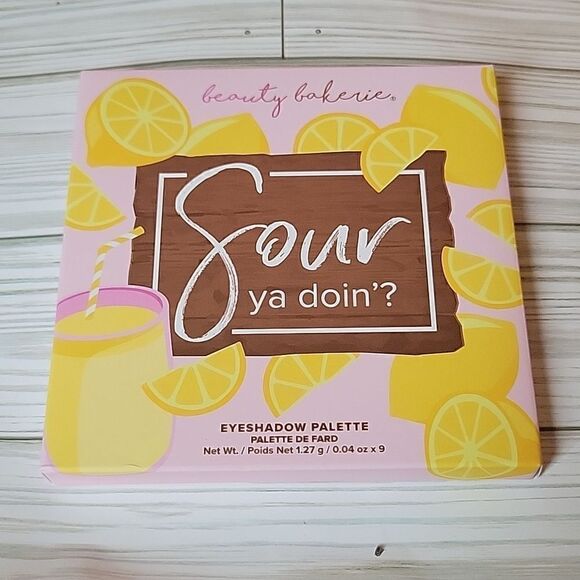 beauty bakerie®
Sour
ya doin'?
EYESHADOW PALETTE
PALETTE DE FARD
Net Wt. / Poids Net 1.27 g / 0.04 oz x 9